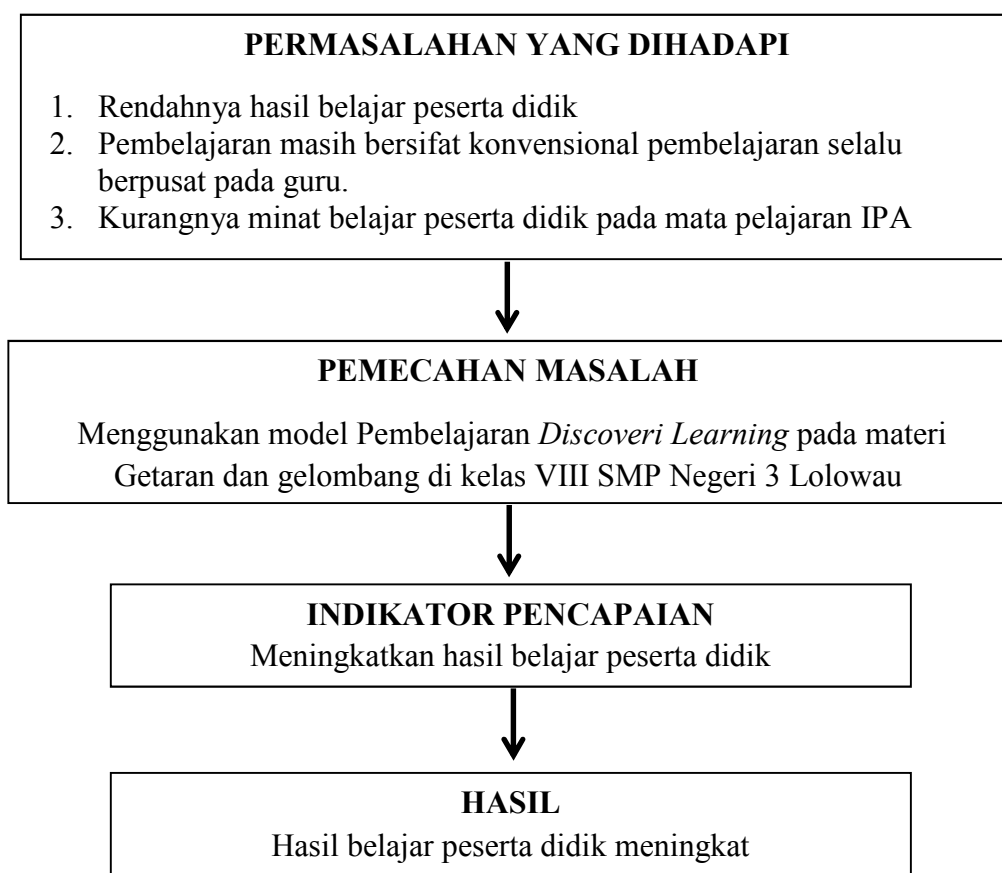 PERMASALAHAN YANG DIHADAPI
1. Rendahnya hasil belajar peserta didik
2. Pembelajaran masih bersifat konvensional pembelajaran selalu
berpusat pada guru.
3. Kurangnya minat belajar peserta didik pada mata pelajaran IPA
PEMECAHAN MASALAH
Menggunakan model Pembelajaran Discoveri Learning pada materi
Getaran dan gelombang di kelas VIII SMP Negeri 3 Lolowau
INDIKATOR PENCAPAIAN
Meningkatkan hasil belajar peserta didik
HASIL
Hasil belajar peserta didik meningkat